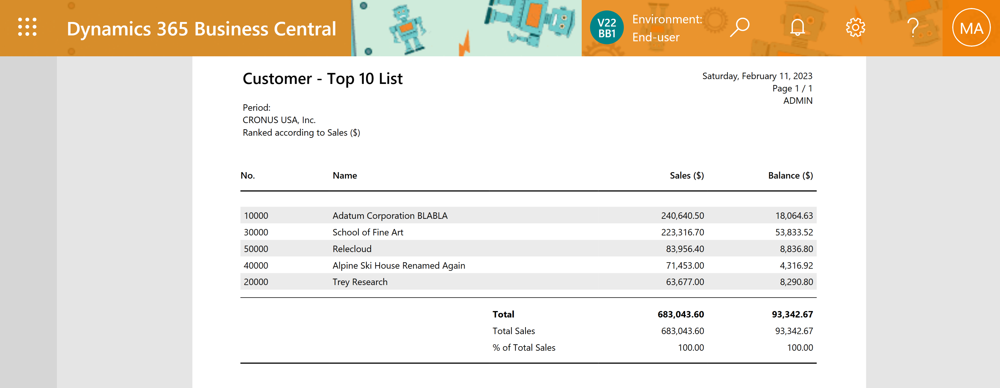 Dynamics 365 Business Central
V22
BB1
Environment:
End-user
?
MA
Customer - Top 10 List
Saturday, February 11, 2023
Page 1 / 1
ADMIN
Period:
CRONUS USA, Inc.
Ranked according to Sales ($)
No. Name Sales ($) Balance ($)
10000 Adatum Corporation BLABLA 240,640.50 18,064.63
30000 School of Fine Art 223,316.70 53,833.52
50000 Relecloud 83,956.40 8,836.80
40000 Alpine Ski House Renamed Again 71,453.00 4,316.92
20000 Trey Research 63,677.00 8,290.80
Total 683,043.60 93,342.67
Total Sales 683,043.60 93,342.67
% of Total Sales 100.00 100.00